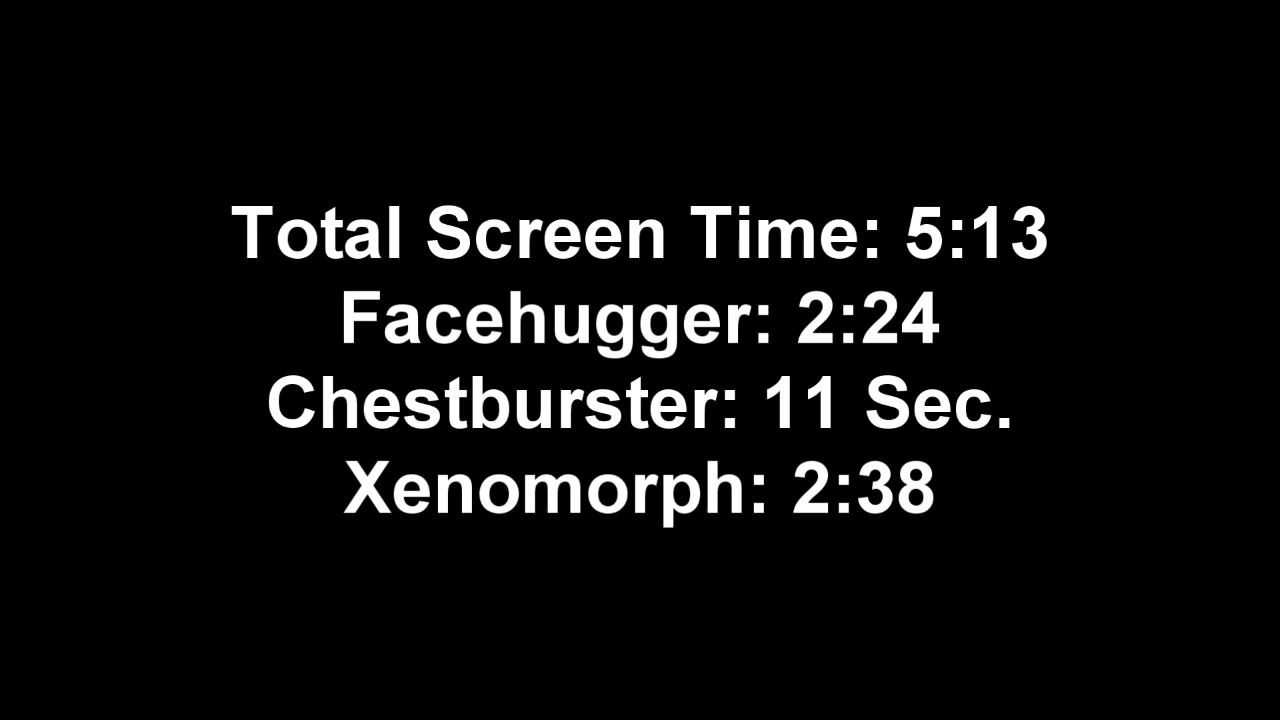 Total Screen Time: 5:13
Facehugger: 2:24
Chestburster: 11 Sec.
Xenomorph: 2:38